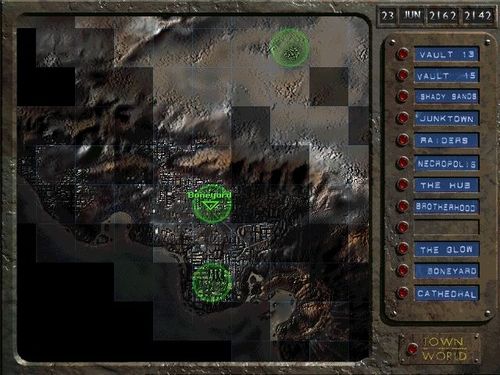 23 JUN 2162 2142
VAULT 13
VAULT 15
SHADY SANDS
JUNKTOWN
RAIDERS
NECROPOLIS
THE HUB
BROTHERHOOD
THE GLOW
BONEYARD
CATHEDRAL
Boneyard
TOWN
WORLD